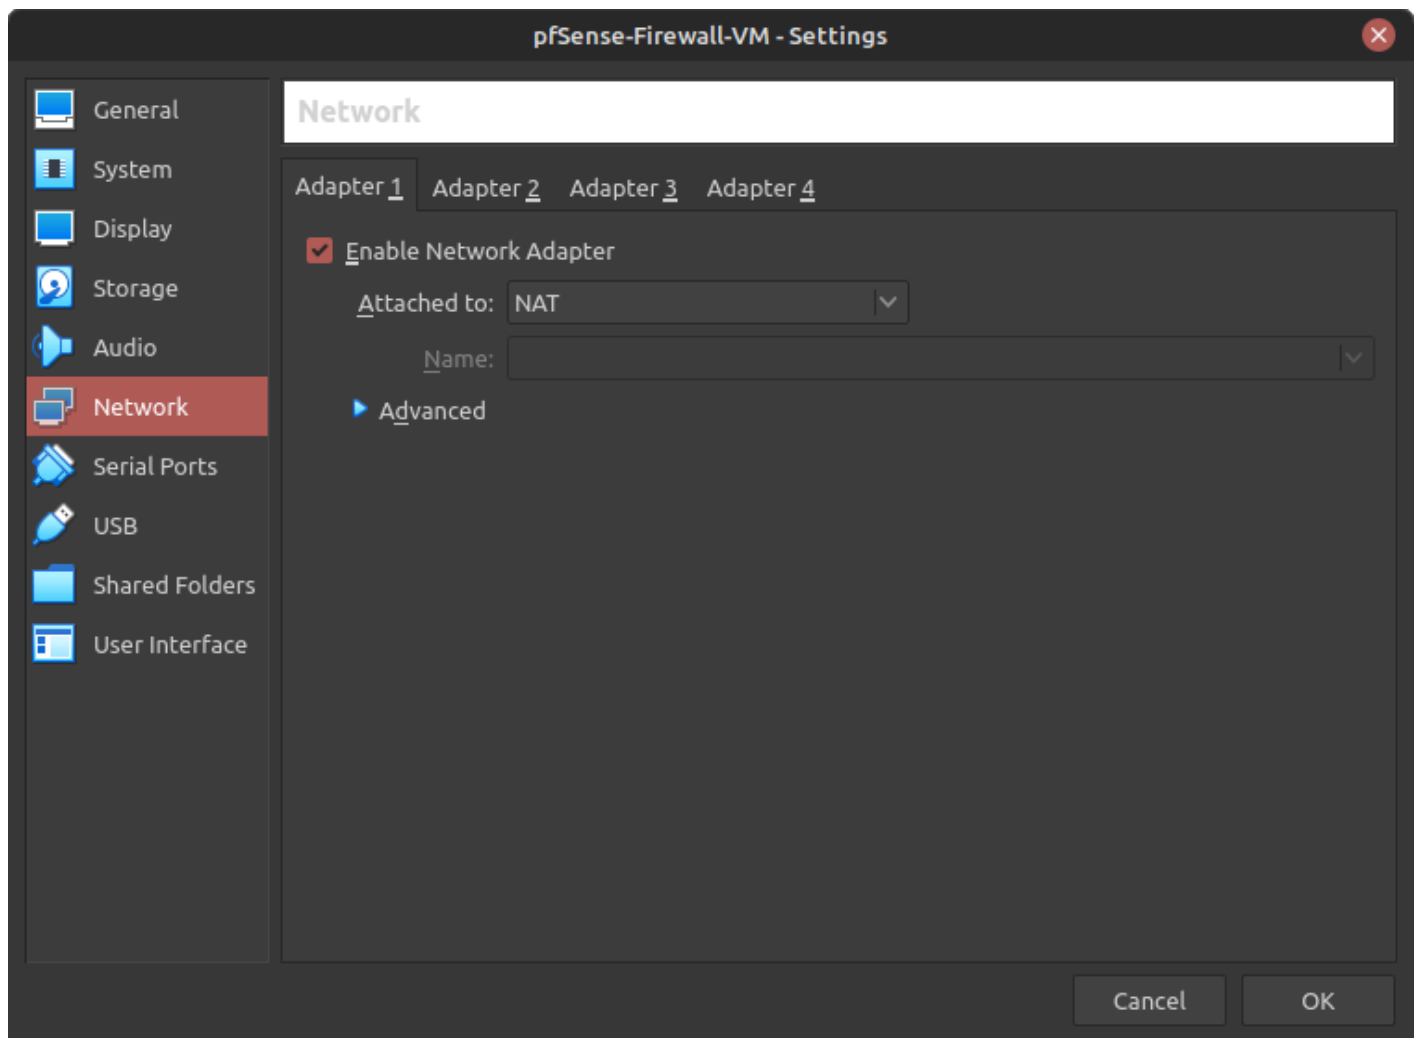 pfSense-Firewall-VM - Settings
General
System
Display
Storage
Audio
Network
Serial Ports
USB
Shared Folders
User Interface
Network
Adapter 1 Adapter 2 Adapter 3 Adapter 4
Enable Network Adapter
Attached to: NAT
Name:
Advanced
Cancel OK